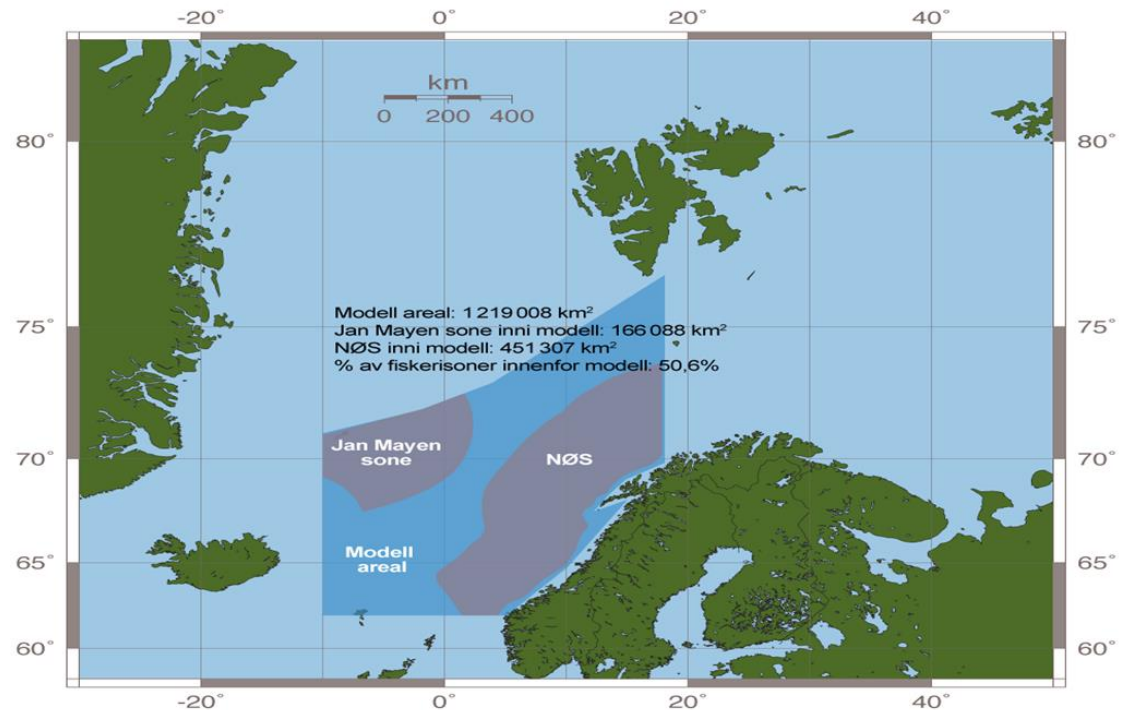 -20° 0° 20° 40°
km
0 200 400
80° 80°
Modell areal: 1 219 008 km²
75° 75°
Jan Mayen sone inni modell: 166 088 km²
NØS inni modell: 451 307 km²
% av fiskerisoner innenfor modell: 50,6%
Jan Mayen
sone
NØS
70° 70°
Modell
areal
65° 65°
60° 60°
-20° 0° 20° 40°